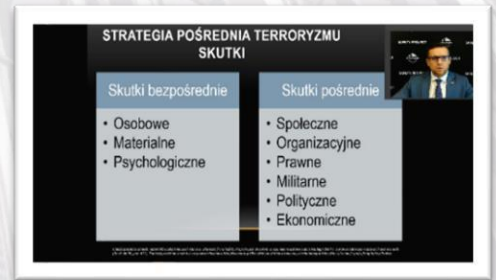 STRATEGIA POŚREDNIA TERRORYZMU
SKUTKI
Skutki bezpośrednie
• Osobowe
• Materialne
• Psychologiczne
Skutki pośrednie
• Społeczne
• Organizacyjne
• Prawne
• Militarne
• Polityczne
• Ekonomiczne